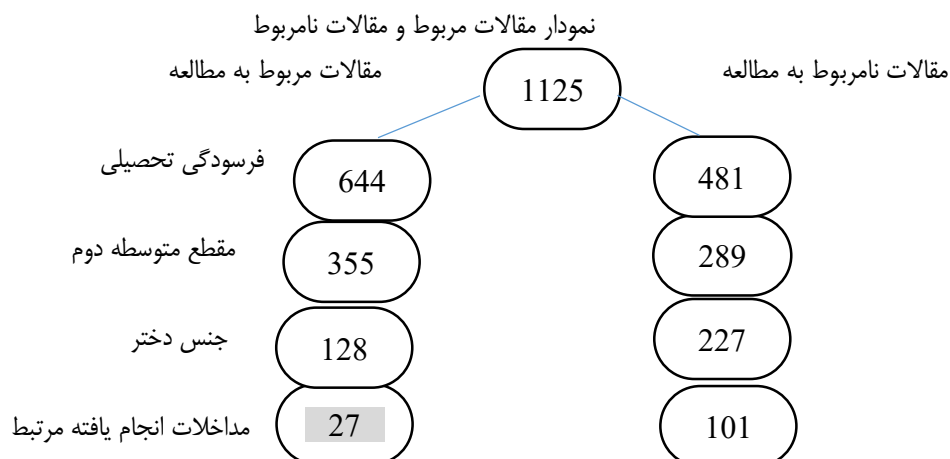 نمودار مقالات مربوط و مقالات نامربوط
مقالات نامربوط به مطالعه
1125
مقالات مربوط به مطالعه
481
644
فرسودگی تحصیلی
289
355
مقطع متوسطه دوم
227
128
جنس دختر
101
27
مداخلات انجام یافته مرتبط